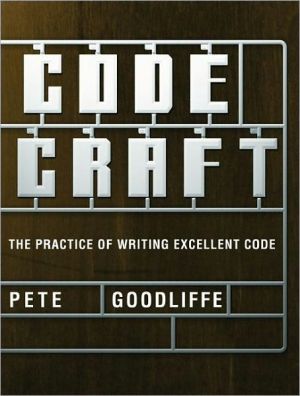 CODE
CRAFT
THE PRACTICE OF WRITING EXCELLENT CODE
PETE GOODLIFFE